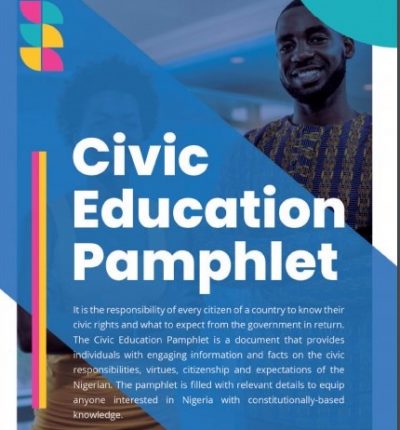 Civic
Education
Pamphlet
It is the responsibility of every citizen of a country to know their
civic rights and what to expect from the government in return.
The Civic Education Pamphlet is a document that provides
individuals with engaging information and facts on the civic
responsibilities, virtues, citizenship and expectations of the
Nigerian. The pamphlet is filled with relevant details to equip
anyone interested in Nigeria with constitutionally-based
knowledge.